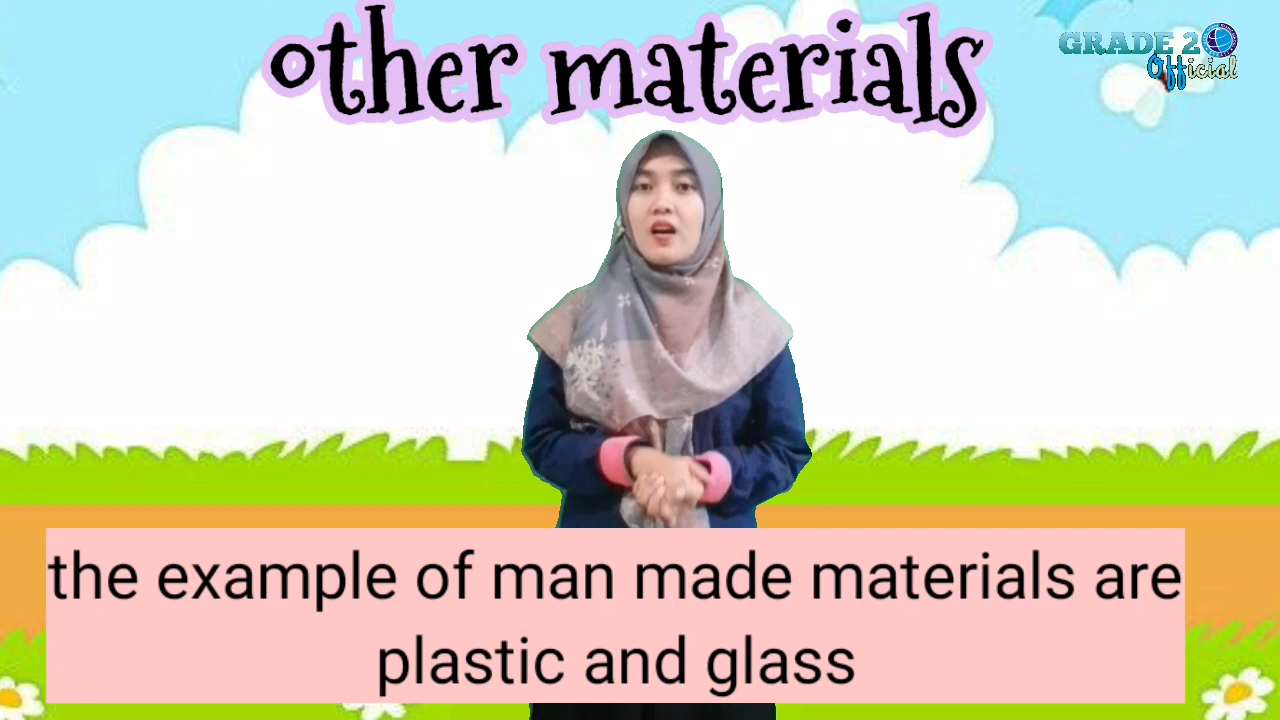 other materials
GRADE 2
Official
the example of man made materials are
plastic and glass